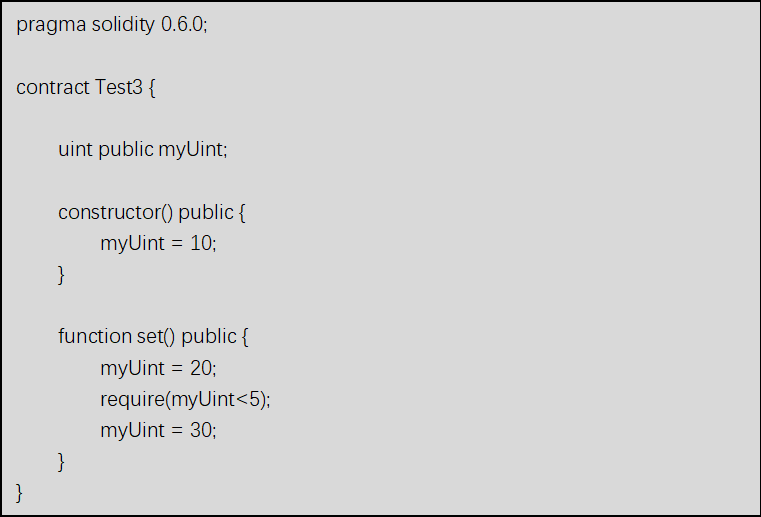 pragma solidity 0.6.0;
contract Test3 {
uint public myUint;
constructor() public {
myUint = 10;
}
function set() public {
myUint = 20;
require(myUint<5);
myUint = 30;
}
}